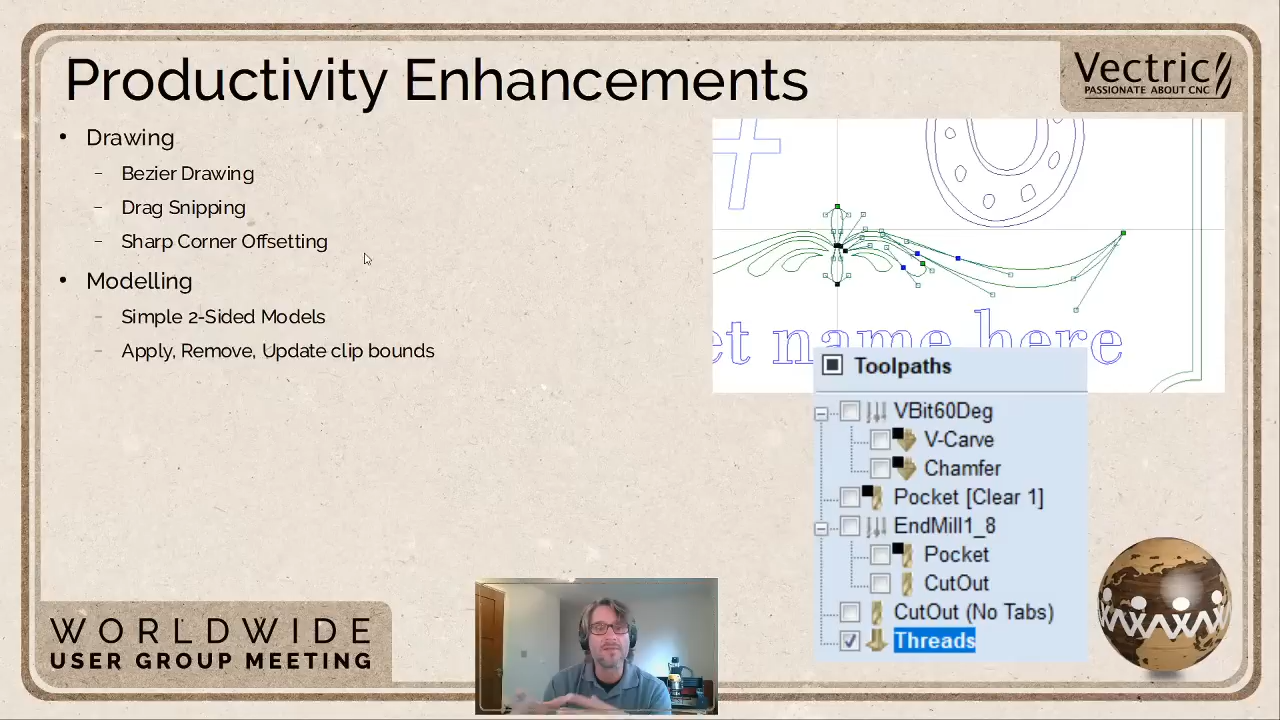 Productivity Enhancements
Vectric
PASSIONATE ABOUT CNC
• Drawing
– Bezier Drawing
– Drag Snipping
– Sharp Corner Offsetting
• Modelling
– Simple 2-Sided Models
– Apply, Remove, Update clip bounds
et name here
Toolpaths
VBit60Deg
V-Carve
Chamfer
Pocket [Clear 1]
EndMill1_8
Pocket
CutOut
CutOut (No Tabs)
Threads
WORLDWIDE
USER GROUP MEETING